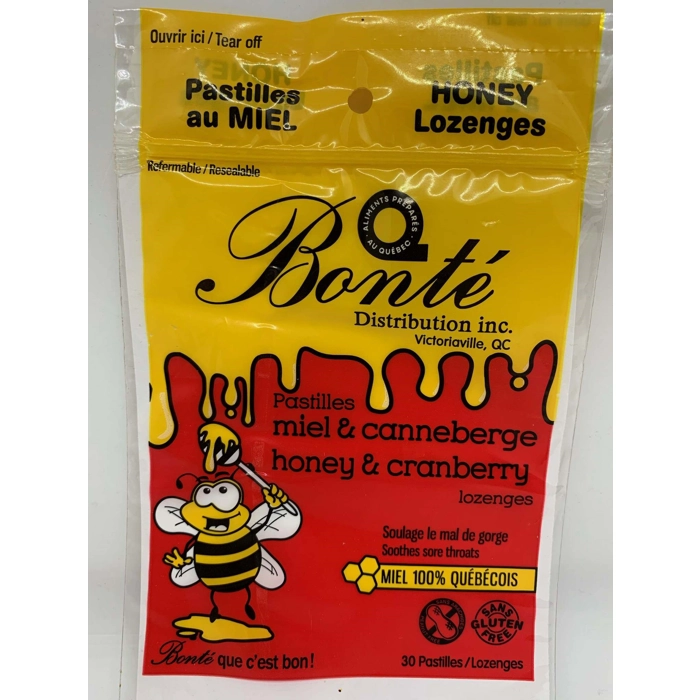 Ouvrir ici / Tear off
Pastilles
au MIEL
HONEY
Lozenges
Refermable / Resealable
ALIMENTS PRÉPARÉS
AU QUÉBEC
Bonté
Distribution inc.
Victoriaville, QC
Pastilles
miel & canneberge
honey & cranberry
lozenges
Soulage le mal de gorge
Soothes sore throats
MIEL 100% QUÉBÉCOIS
SANS
GLUTEN
FREE
Bonté que c'est bon!
30 Pastilles/Lozenges